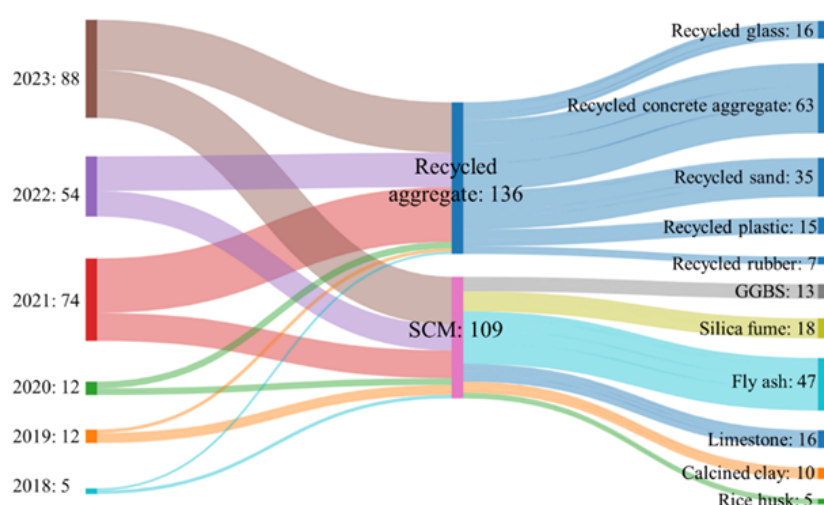 2023: 88
2022: 54
2021: 74
2020: 12
2019: 12
2018: 5
Recycled
aggregate: 136
SCM: 109
Recycled glass: 16
Recycled concrete aggregate: 63
Recycled sand: 35
Recycled plastic: 15
Recycled rubber: 7
GGBS: 13
Silica fume: 18
Fly ash: 47
Limestone: 16
Calcined clay: 10
Rice husk: 5